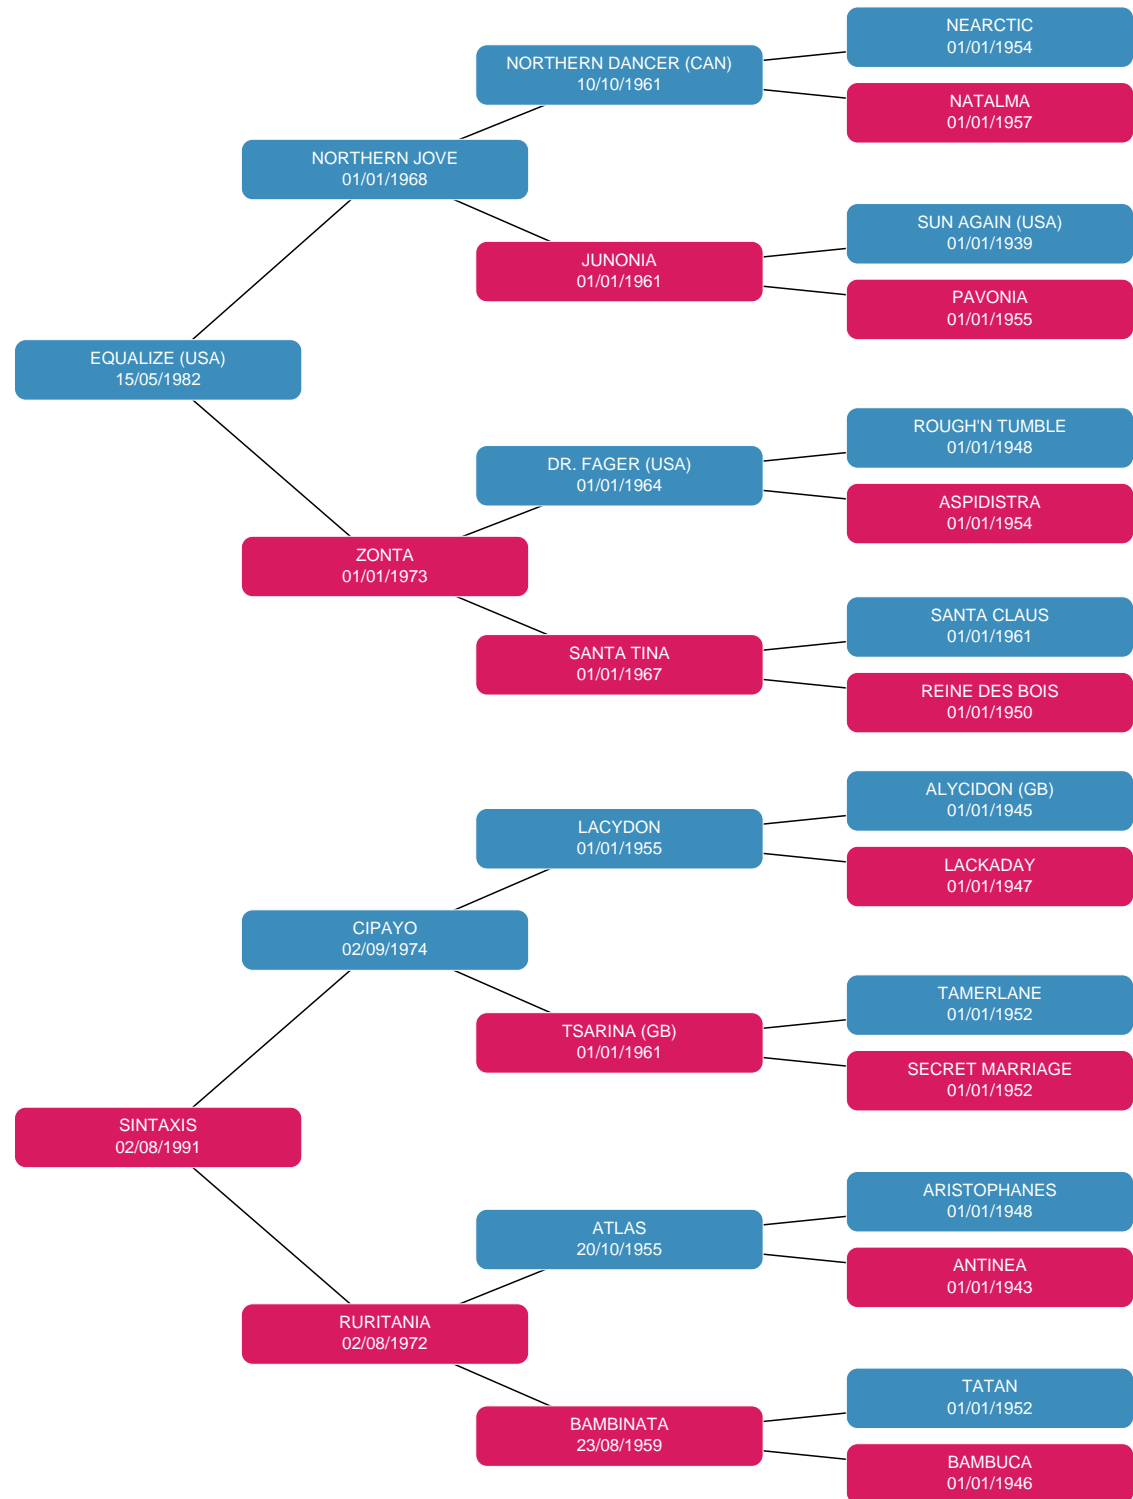 NEARCTIC
01/01/1954
NORTHERN DANCER (CAN)
10/10/1961
NATALMA
01/01/1957
NORTHERN JOVE
01/01/1968
SUN AGAIN (USA)
01/01/1939
JUNONIA
01/01/1961
PAVONIA
01/01/1955
EQUALIZE (USA)
15/05/1982
ROUGH'N TUMBLE
01/01/1948
DR. FAGER (USA)
01/01/1964
ASPIDISTRA
01/01/1954
ZONTA
01/01/1973
SANTA CLAUS
01/01/1961
SANTA TINA
01/01/1967
REINE DES BOIS
01/01/1950
ALYCIDON (GB)
01/01/1945
LACYDON
01/01/1955
LACKADAY
01/01/1947
CIPAYO
02/09/1974
TAMERLANE
01/01/1952
TSARINA (GB)
01/01/1961
SECRET MARRIAGE
01/01/1952
SINTAXIS
02/08/1991
ARISTOPHANES
01/01/1948
ATLAS
20/10/1955
ANTINEA
01/01/1943
RURITANIA
02/08/1972
TATAN
01/01/1952
BAMBINATA
23/08/1959
BAMBUCA
01/01/1946